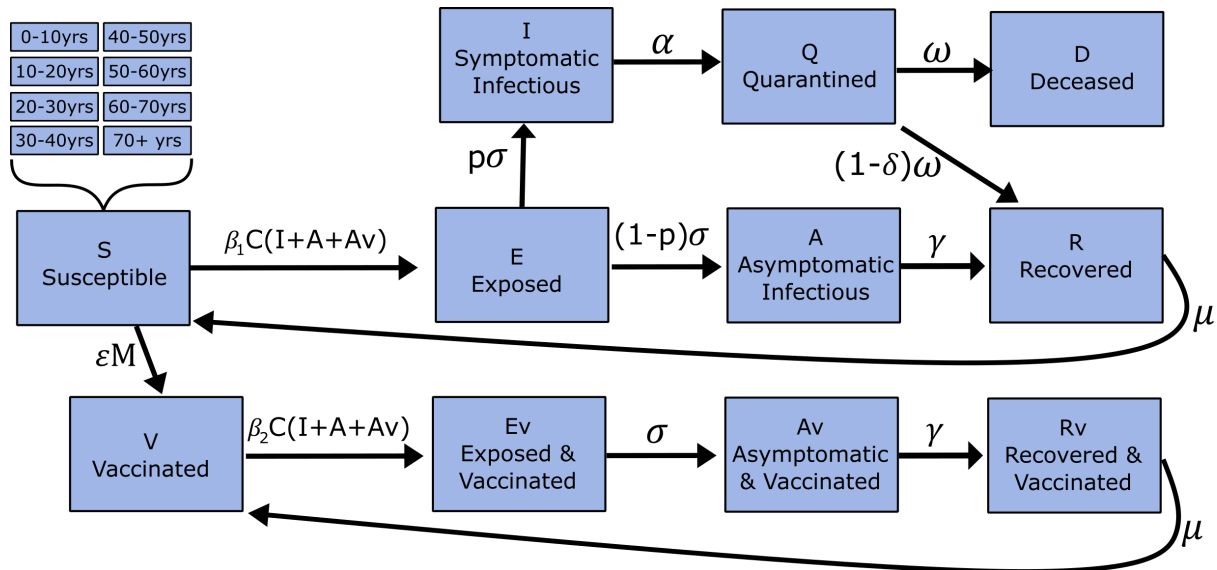 0-10yrs
40-50yrs
10-20yrs
50-60yrs
20-30yrs
60-70yrs
30-40yrs
70+ yrs
I
Symptomatic
Infectious
α
Q
Quarantined
ω
D
Deceased
pσ
(1-δ)ω
S
Susceptible
β₁C(I+A+Av)
E
Exposed
(1-p)σ
A
Asymptomatic
Infectious
γ
R
Recovered
μ
εM
V
Vaccinated
β₂C(I+A+Av)
Ev
Exposed &
Vaccinated
σ
Av
Asymptomatic
& Vaccinated
γ
Rv
Recovered &
Vaccinated
μ